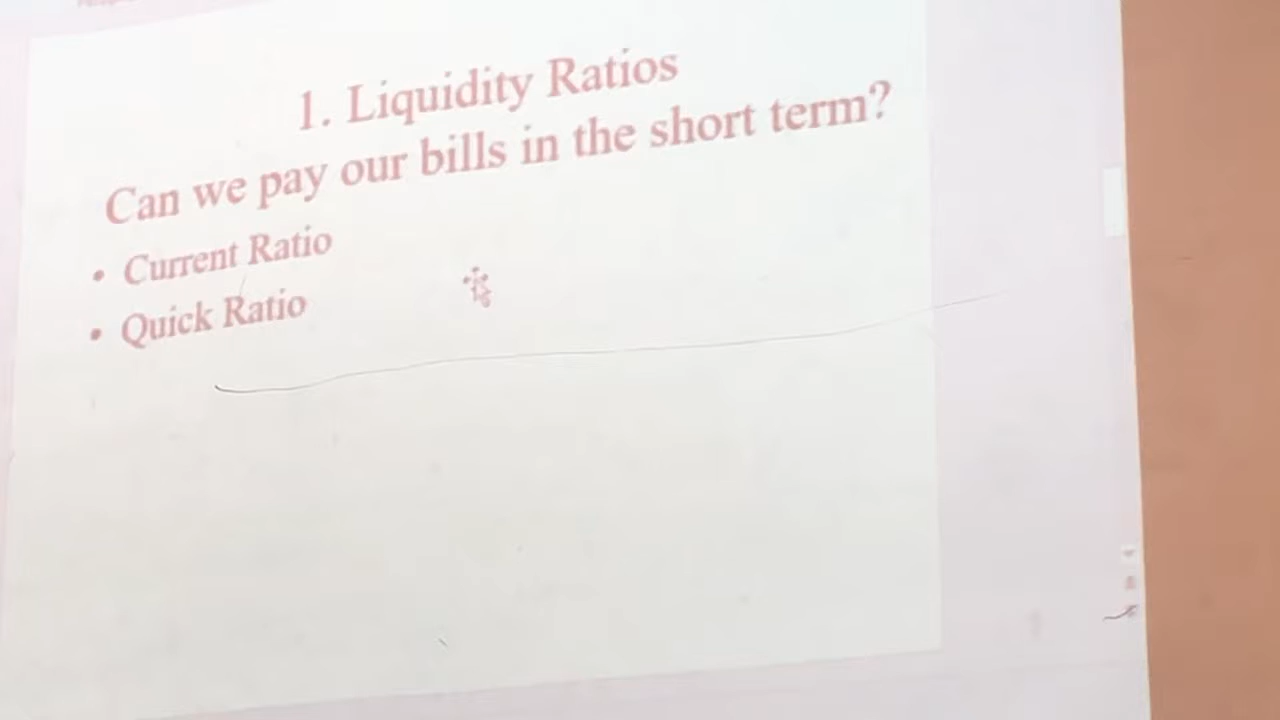 1. Liquidity Ratios
Can we pay our bills in the short term?
• Current Ratio
• Quick Ratio